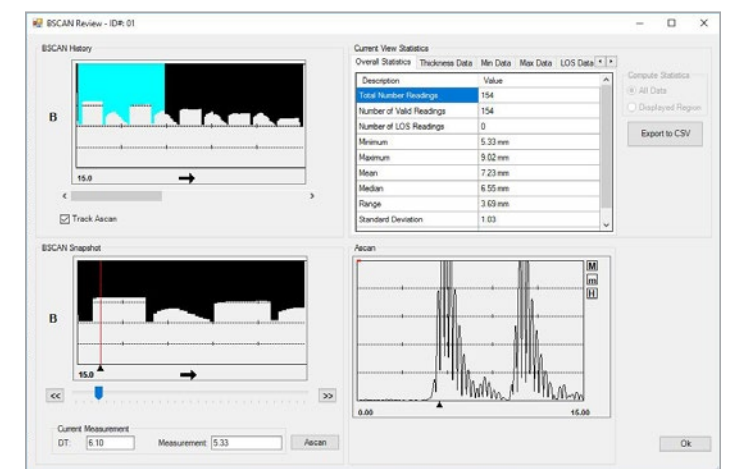 BSCAN Review - ID#: 01
BSCAN History
B
15.0
Track Ascan
Current View Statistics
Overall Statistics Thickness Data Min Data Max Data LOS Data
Description Value
Total Number Readings 154
Number of Valid Readings 154
Number of LOS Readings 0
Minimum 5.33 mm
Maximum 9.02 mm
Mean 7.23 mm
Median 6.55 mm
Range 3.69 mm
Standard Deviation 1.03
Compute Statistics
All Data
Displayed Region
Export to CSV
BSCAN Snapshot
B
15.0
<< >>
Current Measurement
DT: 6.10 Measurement: 5.33 Ascan
Ascan
M
m
H
0.00 15.00
Ok